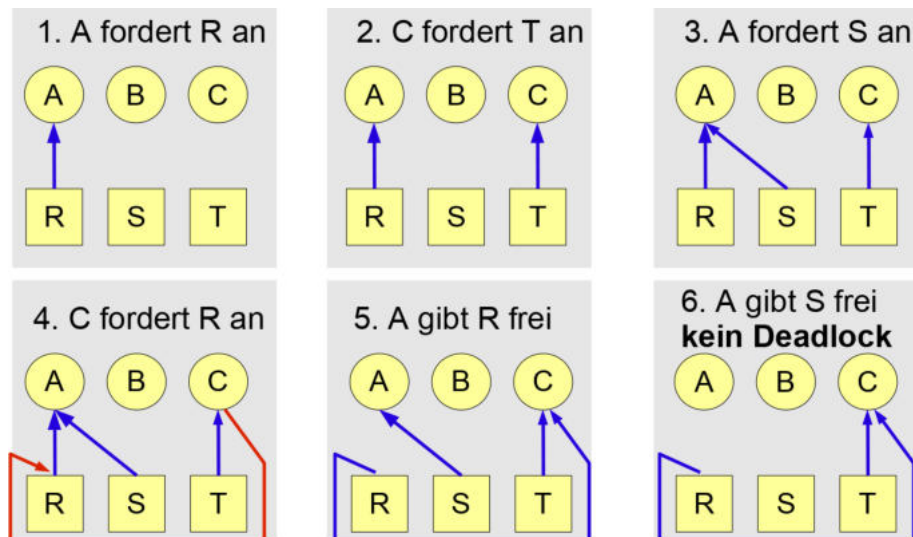 1. A fordert R an
A B C
R S T
2. C fordert T an
A B C
R S T
3. A fordert S an
A B C
R S T
4. C fordert R an
A B C
R S T
5. A gibt R frei
A B C
R S T
6. A gibt S frei
kein Deadlock
A B C
R S T